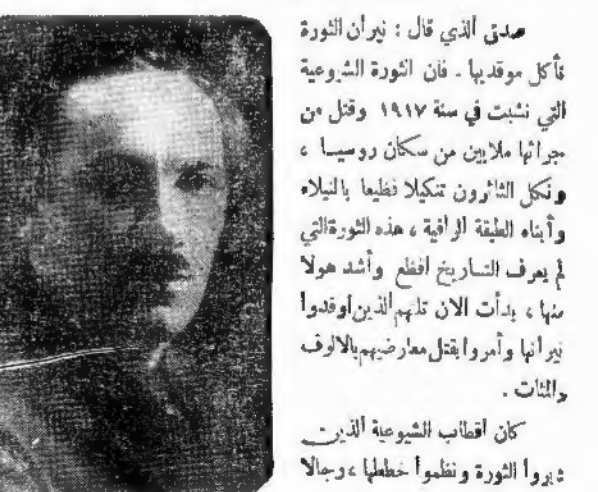 صدق الذي قال : نيران الثورة
تأكل موقديها . فان الثورة الشيوعية
التي نشبت في سنة ١٩١٧ وقتل من
جرائها ملايين من سكان روسيا ،
ونكل الثائرون تنكيلا فظيعا بالنبلاء
وأبناء الطبقة الراقية ، هذه الثورة التي
لم يعرف التاريخ افظع وأشد هولا
منها ، بدأت الان تلتهم الذين أوقدوا
نيرانها وأمروا بقتل معارضيهم بالالوف
والمئات .
كان اقطاب الشيوعية الذين
دبروا الثورة ونظموا خططها ، رجالا